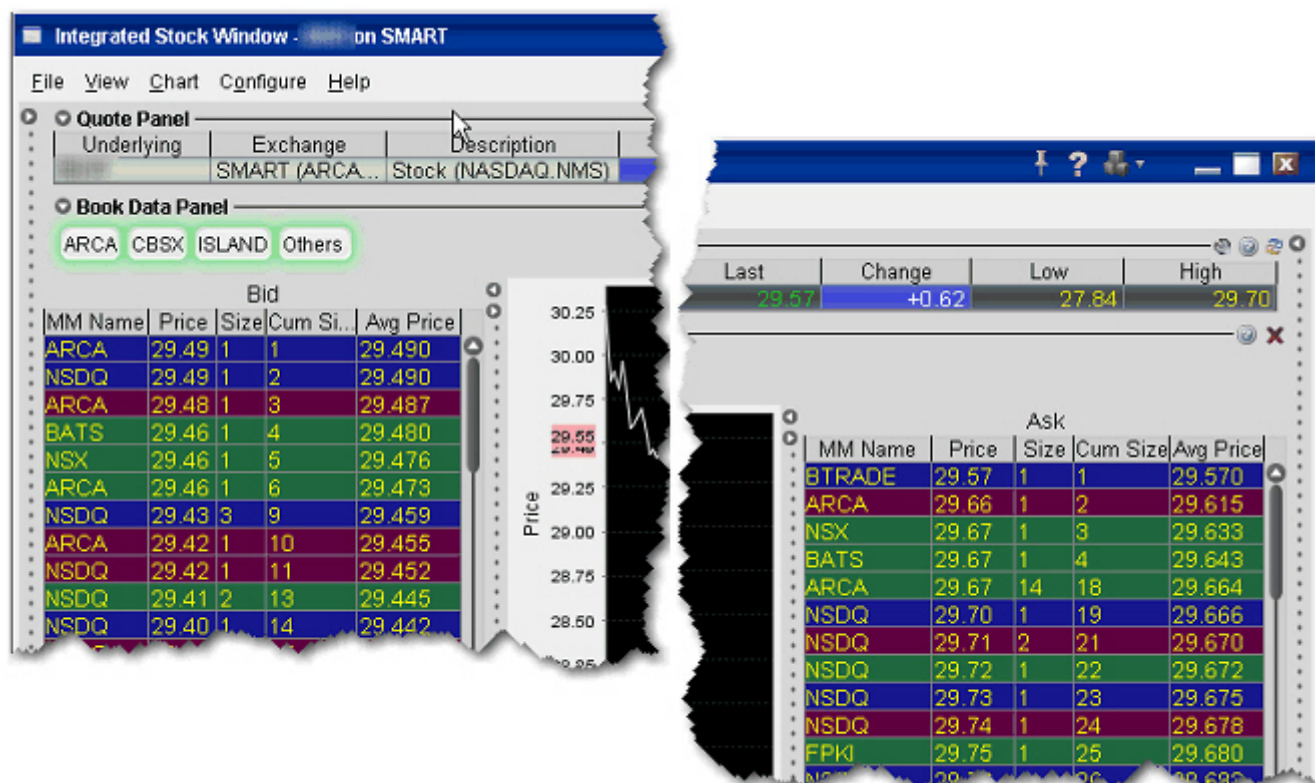 Integrated Stock Window - on SMART
File View Chart Configure Help
Quote Panel
Underlying Exchange Description
SMART (ARCA... Stock (NASDAQ.NMS)
Book Data Panel
ARCA CBSX ISLAND Others
Bid
MM Name Price Size Cum Si... Avg Price
ARCA 29.49 1 1 29.490
NSDQ 29.49 1 2 29.490
ARCA 29.48 1 3 29.487
BATS 29.46 1 4 29.480
NSX 29.46 1 5 29.476
ARCA 29.46 1 6 29.473
NSDQ 29.43 3 9 29.459
ARCA 29.42 1 10 29.455
NSDQ 29.42 1 11 29.452
NSDQ 29.41 2 13 29.445
NSDQ 29.40 1 14 29.442
Price
30.25
30.00
29.75
29.55
29.25
29.00
28.75
28.50
Last Change Low High
29.57 +0.62 27.84 29.70
Ask
MM Name Price Size Cum Size Avg Price
BTRADE 29.57 1 1 29.570
ARCA 29.66 1 2 29.615
NSX 29.67 1 3 29.633
BATS 29.67 1 4 29.643
ARCA 29.67 14 18 29.664
NSDQ 29.70 1 19 29.666
NSDQ 29.71 2 21 29.670
NSDQ 29.72 1 22 29.672
NSDQ 29.73 1 23 29.675
NSDQ 29.74 1 24 29.678
FPKI 29.75 1 25 29.680